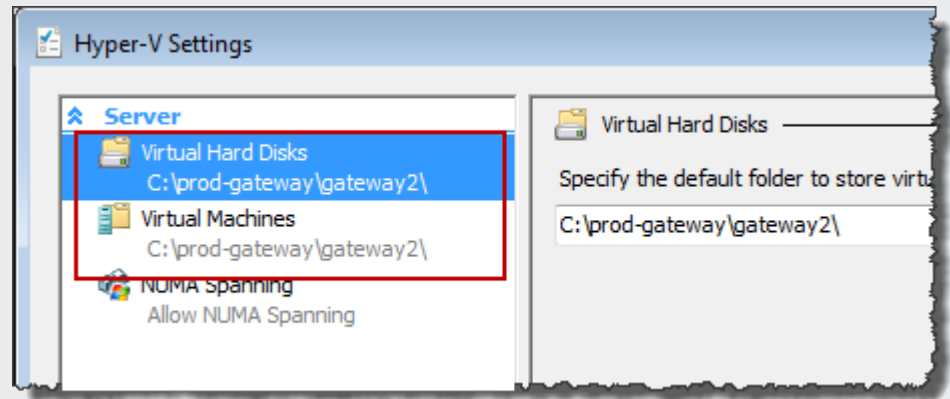 Hyper-V Settings
Server
Virtual Hard Disks
C:\prod-gateway\gateway2\
Virtual Machines
C:\prod-gateway\gateway2\
NUMA Spanning
Allow NUMA Spanning
Virtual Hard Disks
Specify the default folder to store virtu
C:\prod-gateway\gateway2\